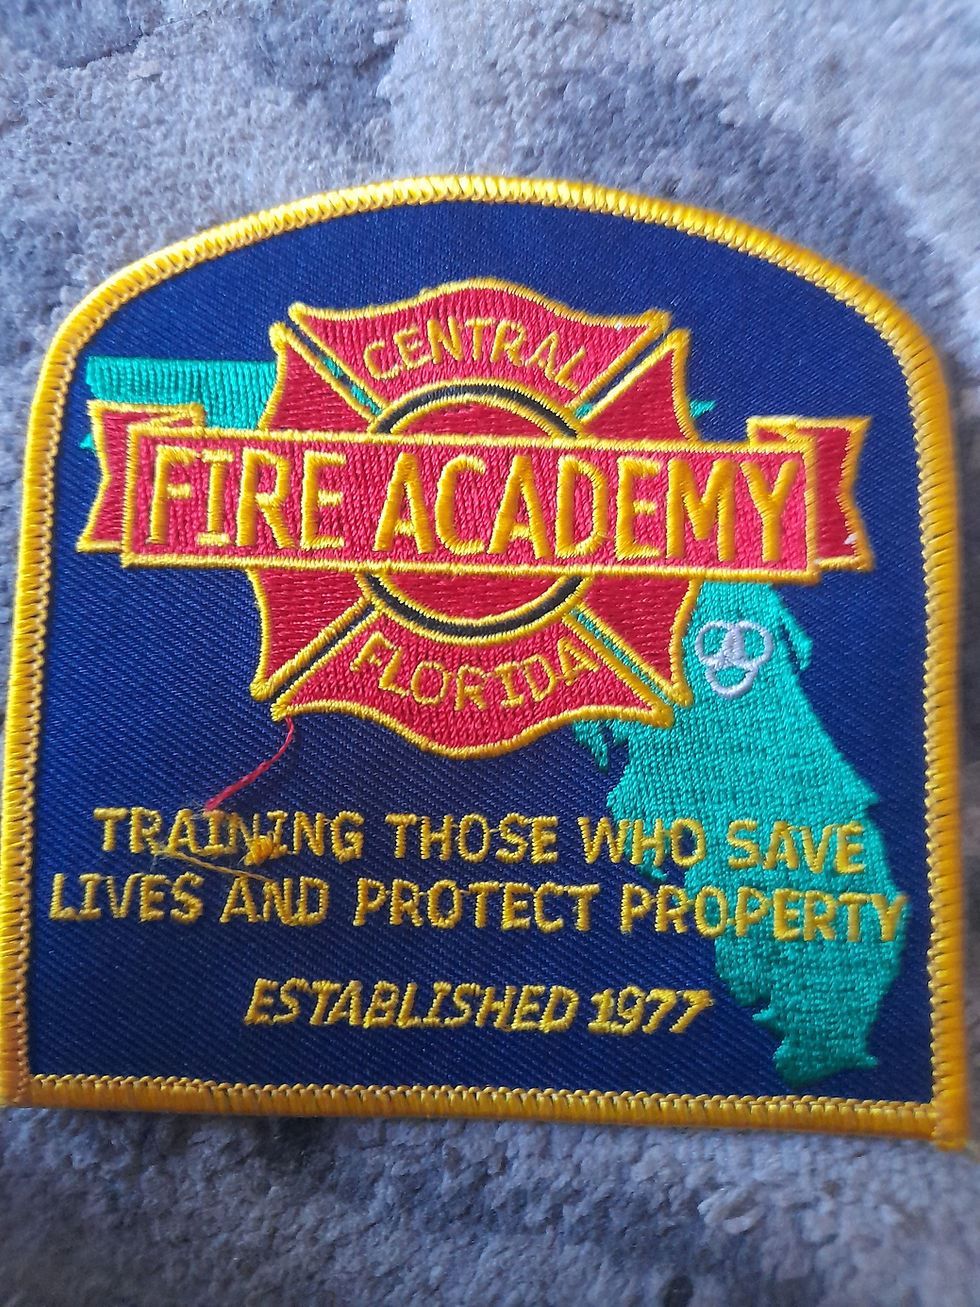 CENTRAL
FIRE ACADEMY
FLORIDA
TRAINING THOSE WHO SAVE
LIVES AND PROTECT PROPERTY
ESTABLISHED 1977